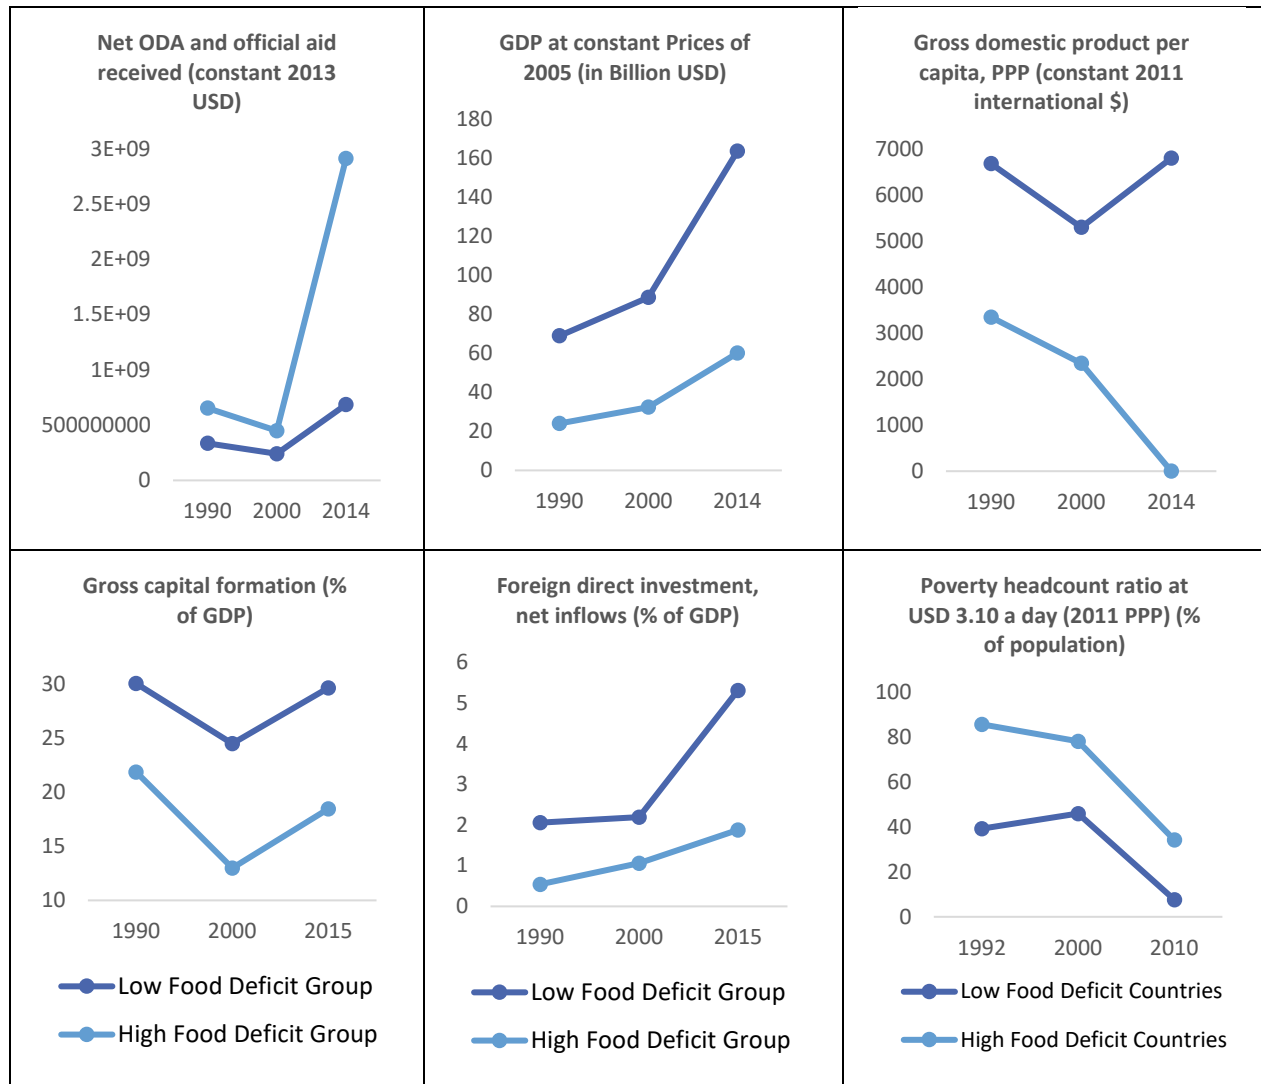 Net ODA and official aid
received (constant 2013
USD)
3E+09
2.5E+09
2E+09
1.5E+09
1E+09
500000000
0
1990 2000 2014
GDP at constant Prices of
2005 (in Billion USD)
180
160
140
120
100
80
60
40
20
0
1990 2000 2014
Gross domestic product per
capita, PPP (constant 2011
international $)
7000
6000
5000
4000
3000
2000
1000
0
1990 2000 2014
Gross capital formation (%
of GDP)
30
25
20
15
10
1990 2000 2015
Low Food Deficit Group
High Food Deficit Group
Foreign direct investment,
net inflows (% of GDP)
6
5
4
3
2
1
0
1990 2000 2015
Low Food Deficit Group
High Food Deficit Group
Poverty headcount ratio at
USD 3.10 a day (2011 PPP) (%
of population)
100
80
60
40
20
0
1992 2000 2010
Low Food Deficit Countries
High Food Deficit Countries